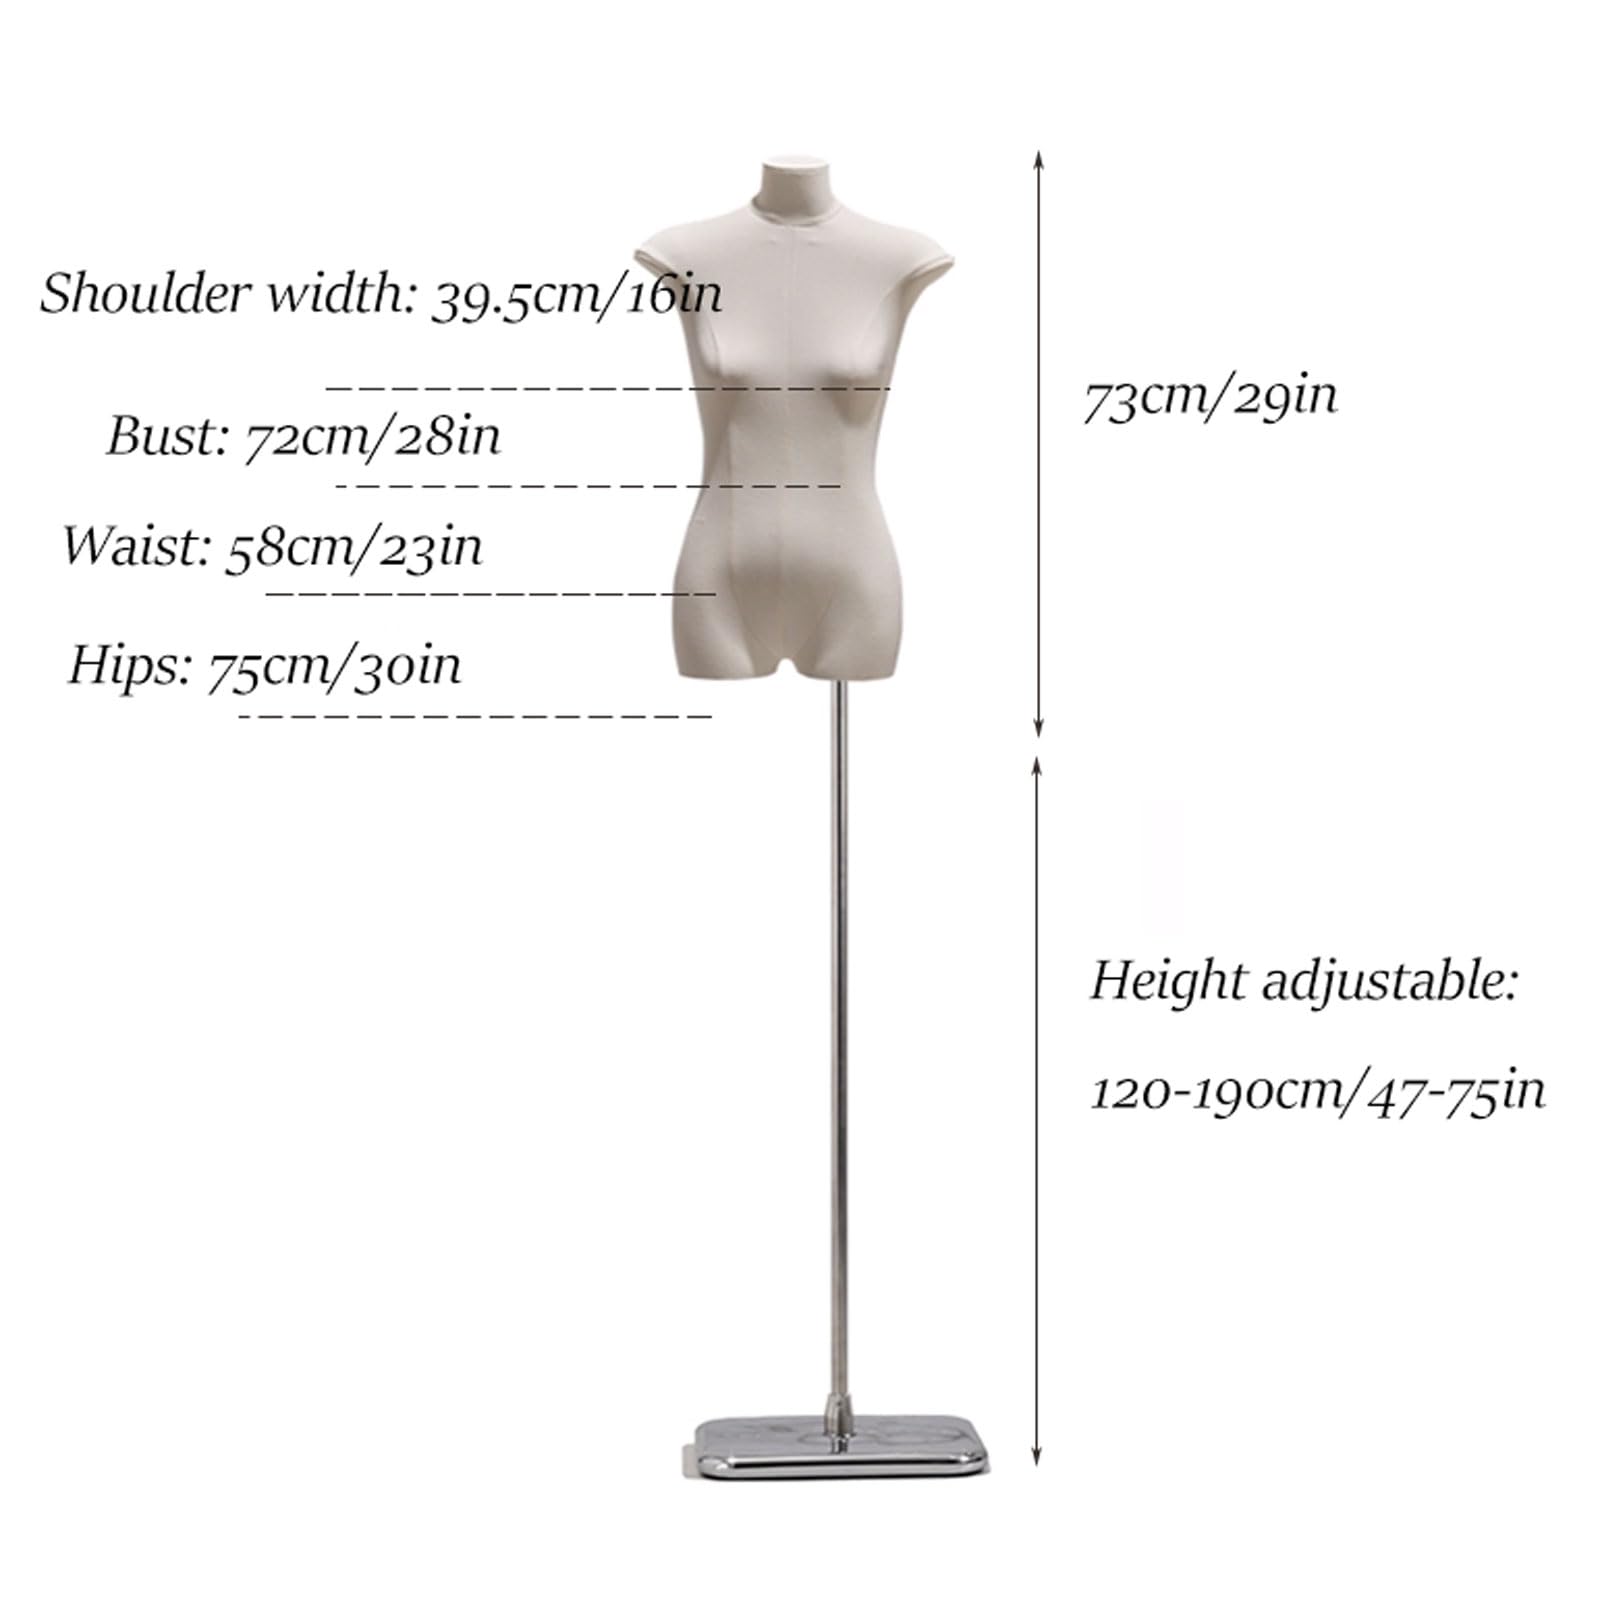 Shoulder width: 39.5cm/16in
Bust: 72cm/28in
73cm/29in
Waist: 58cm/23in
Hips: 75cm/30in
Height adjustable:
120-190cm/47-75in